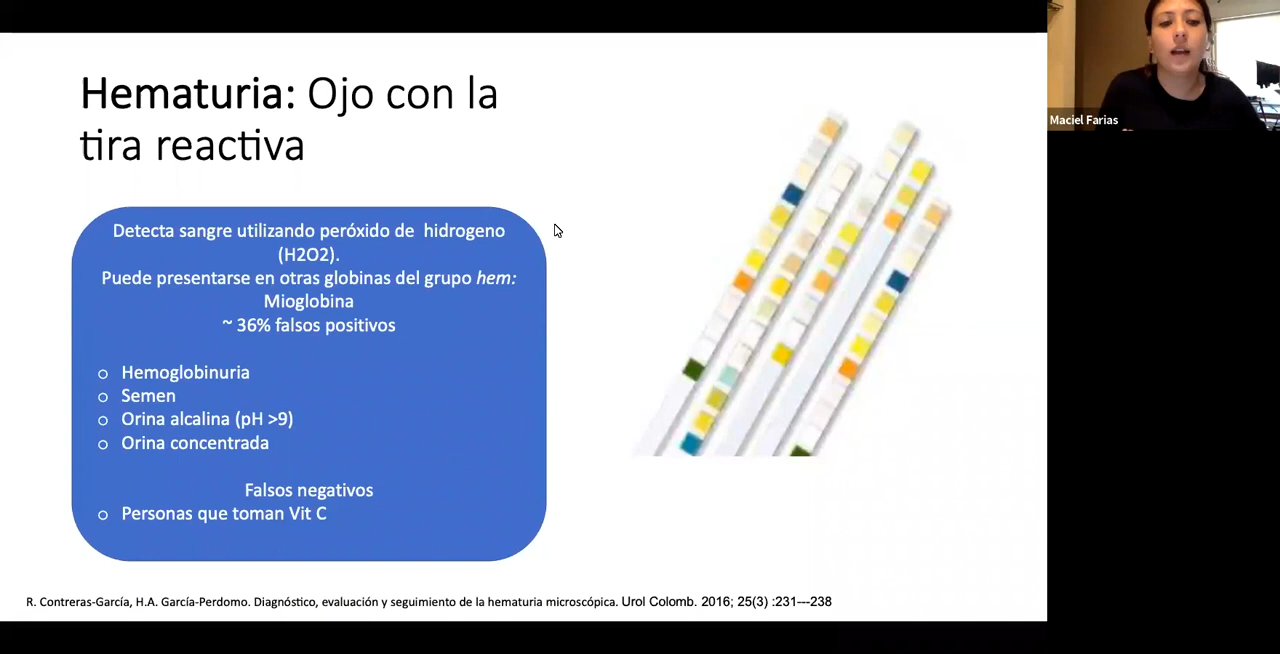 Hematuria: Ojo con la
tira reactiva
Detecta sangre utilizando peróxido de hidrogeno
(H2O2).
Puede presentarse en otras globinas del grupo hem:
Mioglobina
~ 36% falsos positivos
o Hemoglobinuria
o Semen
o Orina alcalina (pH >9)
o Orina concentrada
Falsos negativos
o Personas que toman Vit C
R. Contreras-García, H.A. García-Perdomo. Diagnóstico, evaluación y seguimiento de la hematuria microscópica. Urol Colomb. 2016; 25(3) :231---238
Maciel Farias